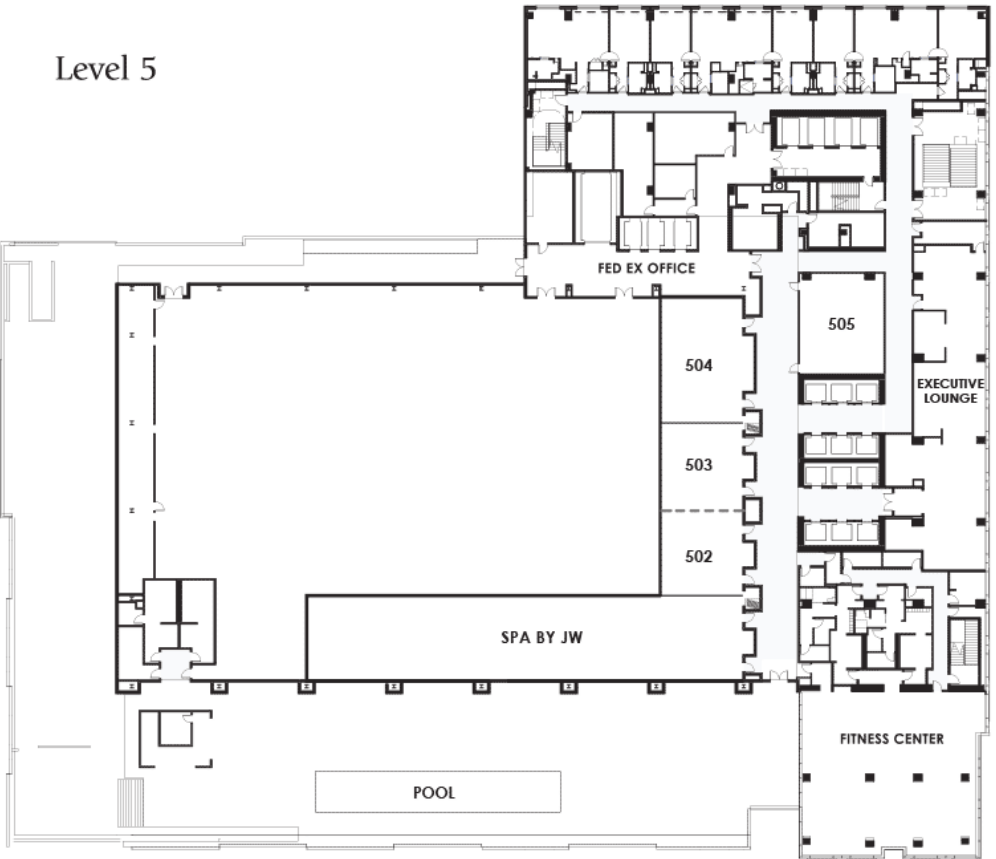 Level 5
FED EX OFFICE
505
504
EXECUTIVE
LOUNGE
503
502
SPA BY JW
FITNESS CENTER
POOL